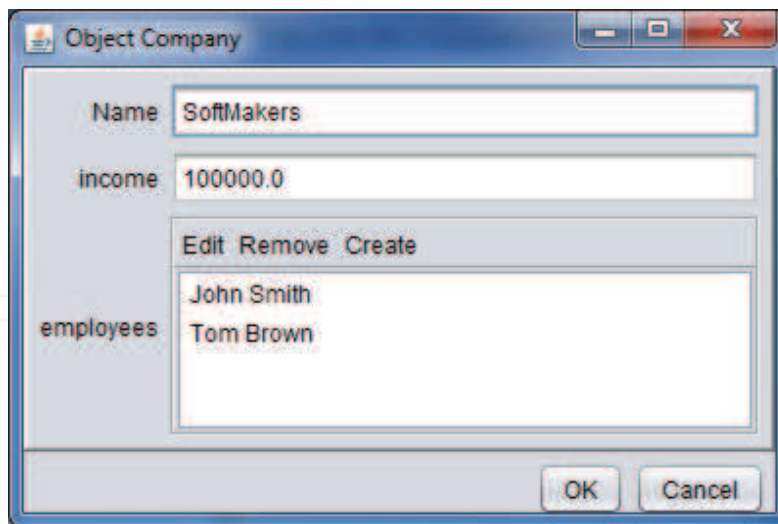 Object Company
Name SoftMakers
income 100000.0
Edit Remove Create
John Smith
employees Tom Brown
OK Cancel